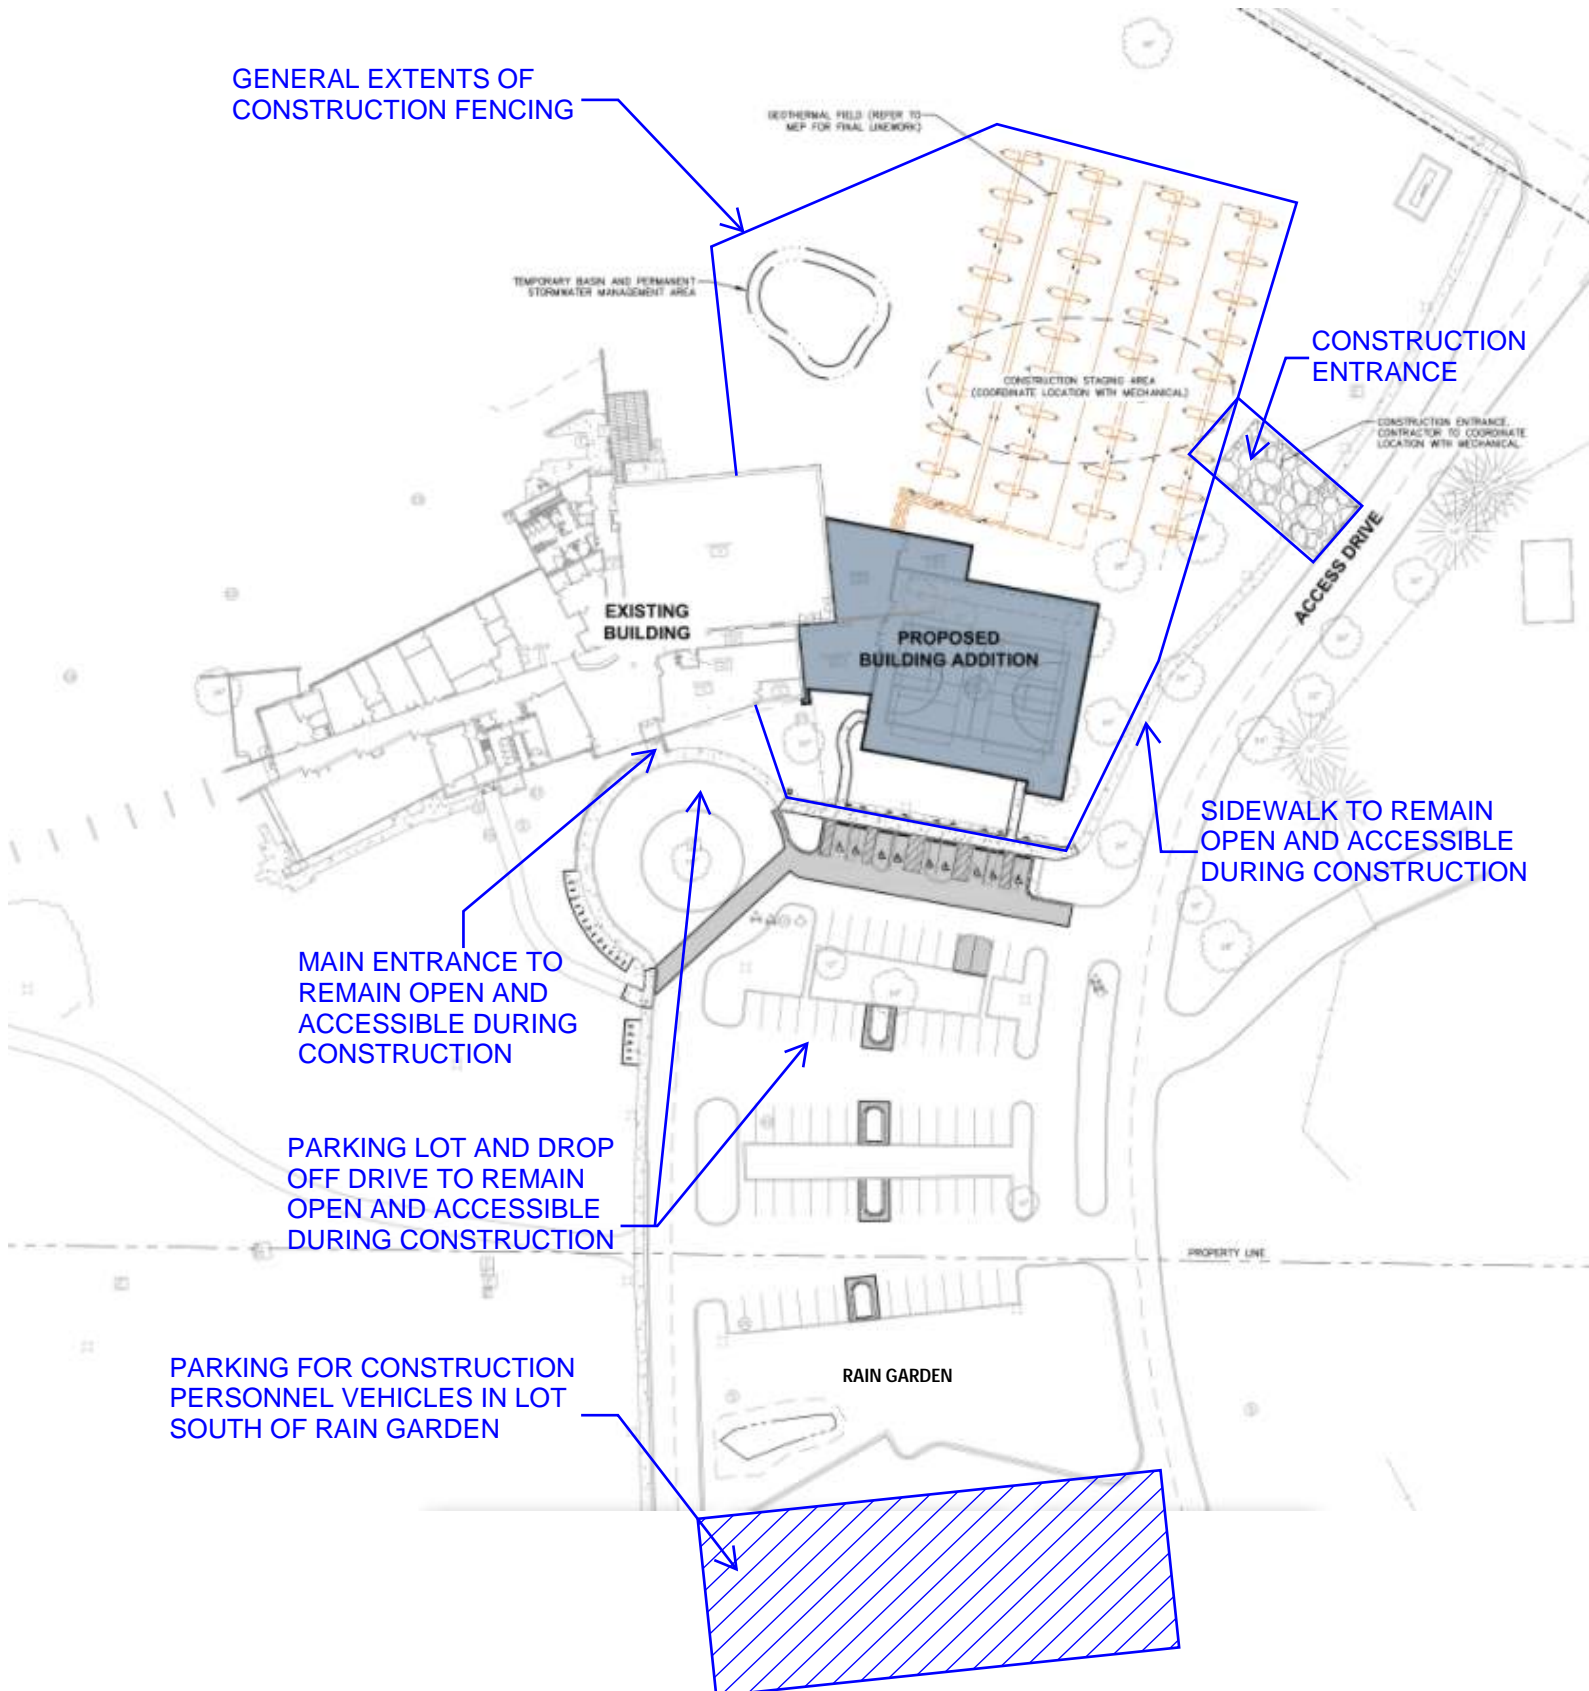 GENERAL EXTENTS OF
CONSTRUCTION FENCING
GEOTHERMAL FIELD (REFER TO
MEP FOR FINAL LINEWORK)
TEMPORARY BASIN AND PERMANENT
STORMWATER MANAGEMENT AREA
CONSTRUCTION
ENTRANCE
CONSTRUCTION STAGING AREA
(COORDINATE LOCATION WITH MECHANICAL)
CONSTRUCTION ENTRANCE.
CONTRACTOR TO COORDINATE
LOCATION WITH MECHANICAL.
ACCESS DRIVE
EXISTING
BUILDING
PROPOSED
BUILDING ADDITION
SIDEWALK TO REMAIN
OPEN AND ACCESSIBLE
DURING CONSTRUCTION
MAIN ENTRANCE TO
REMAIN OPEN AND
ACCESSIBLE DURING
CONSTRUCTION
PARKING LOT AND DROP
OFF DRIVE TO REMAIN
OPEN AND ACCESSIBLE
DURING CONSTRUCTION
PROPERTY LINE
PARKING FOR CONSTRUCTION
PERSONNEL VEHICLES IN LOT
SOUTH OF RAIN GARDEN
RAIN GARDEN